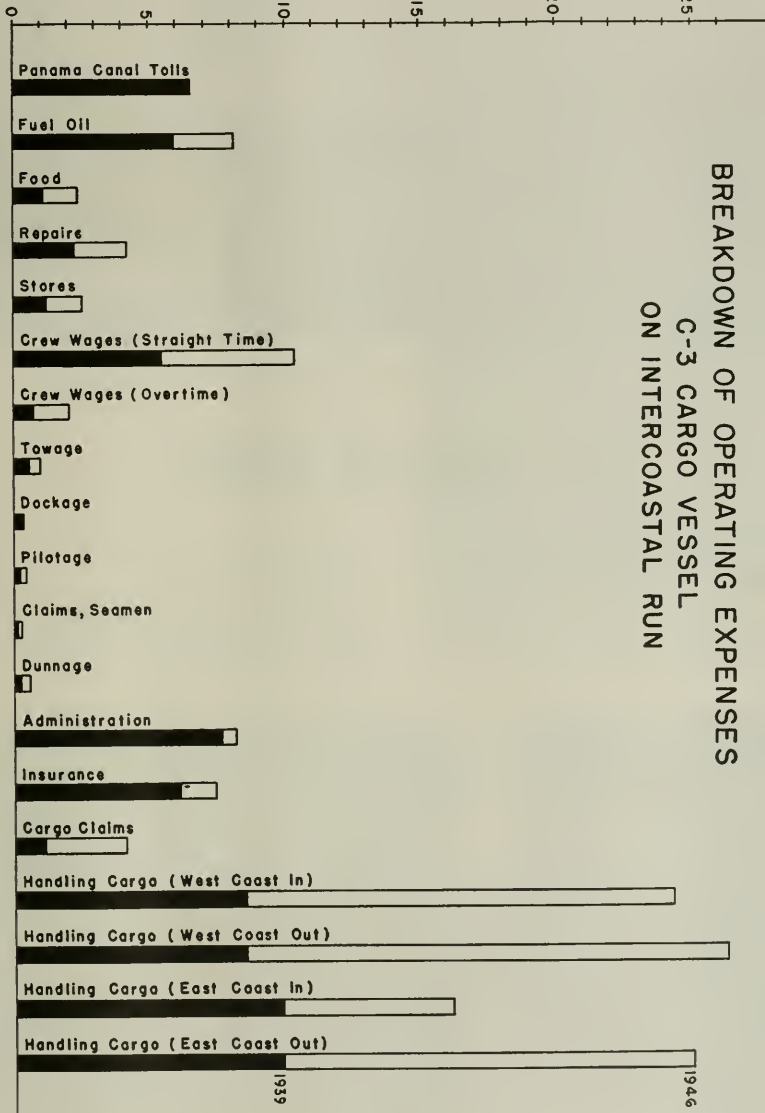 BREAKDOWN OF OPERATING EXPENSES
C-3 CARGO VESSEL
ON INTERCOASTAL RUN
0 5 10 15 20 25
Panama Canal Tolls
Fuel Oil
Food
Repairs
Stores
Crew Wages (Straight Time)
Crew Wages (Overtime)
Towage
Dockage
Pilotage
Claims, Seamen
Dunnage
Administration
Insurance
Cargo Claims
Handling Cargo (West Coast In)
Handling Cargo (West Coast Out)
Handling Cargo (East Coast In)
Handling Cargo (East Coast Out)
1939 1946